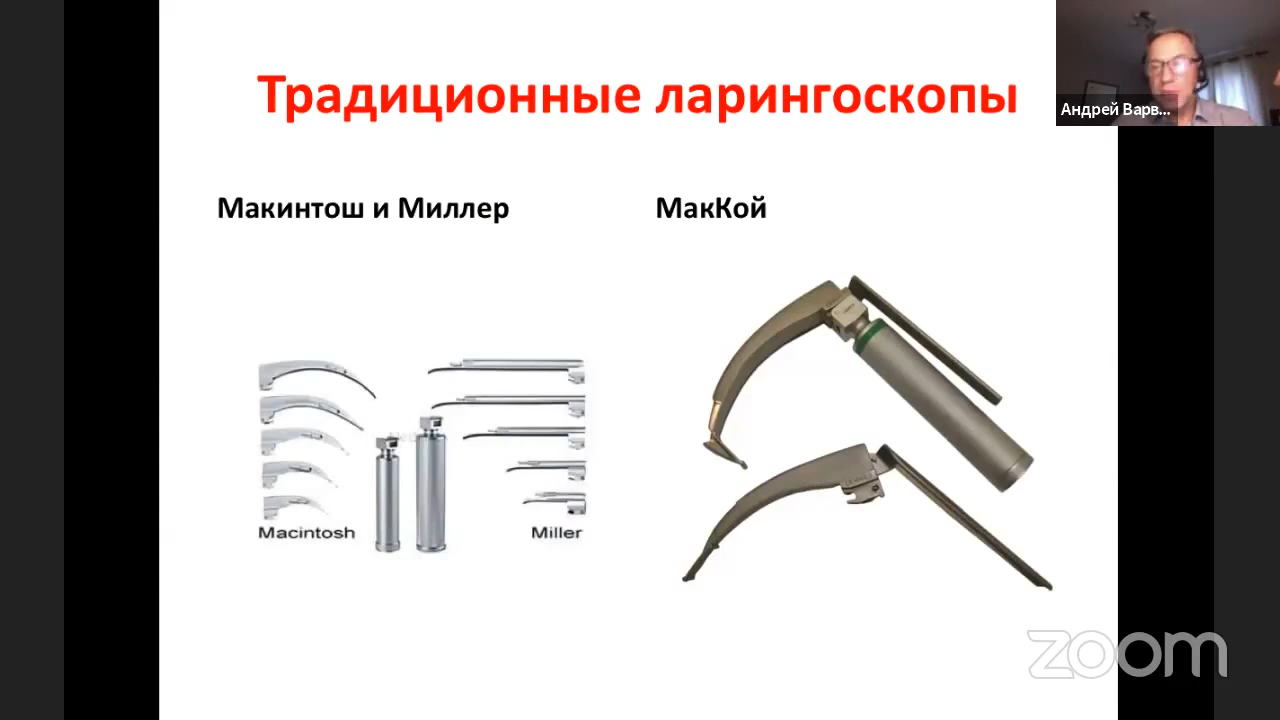 Традиционные ларингоскопы
Андрей Варв...
Макинтош и Миллер
МакКой
Macintosh
Miller
zoom